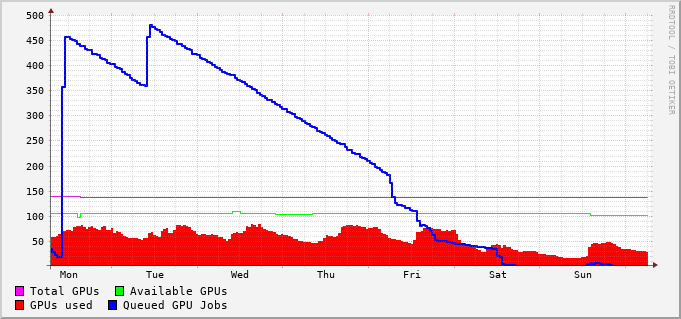 500
450
400
350
300
250
200
150
100
50
Mon Tue Wed Thu Fri Sat Sun
Total GPUs Available GPUs
GPUs used Queued GPU Jobs
RRDTOOL / TOBI OETIKER